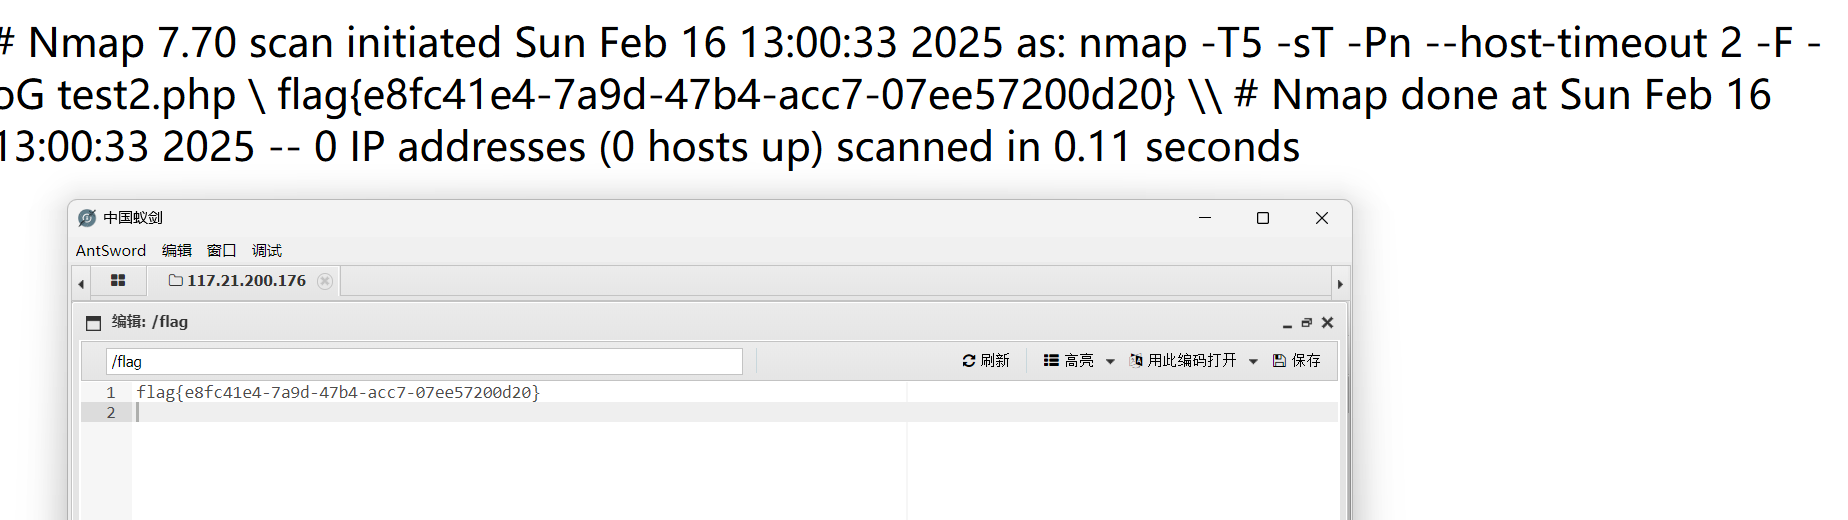 # Nmap 7.70 scan initiated Sun Feb 16 13:00:33 2025 as: nmap -T5 -sT -Pn --host-timeout 2 -F -
oG test2.php \ flag{e8fc41e4-7a9d-47b4-acc7-07ee57200d20} \\ # Nmap done at Sun Feb 16
13:00:33 2025 -- 0 IP addresses (0 hosts up) scanned in 0.11 seconds
中国蚁剑
AntSword 编辑 窗口 调试
117.21.200.176
编辑: /flag
/flag 刷新 高亮 用此编码打开 保存
1 flag{e8fc41e4-7a9d-47b4-acc7-07ee57200d20}
2